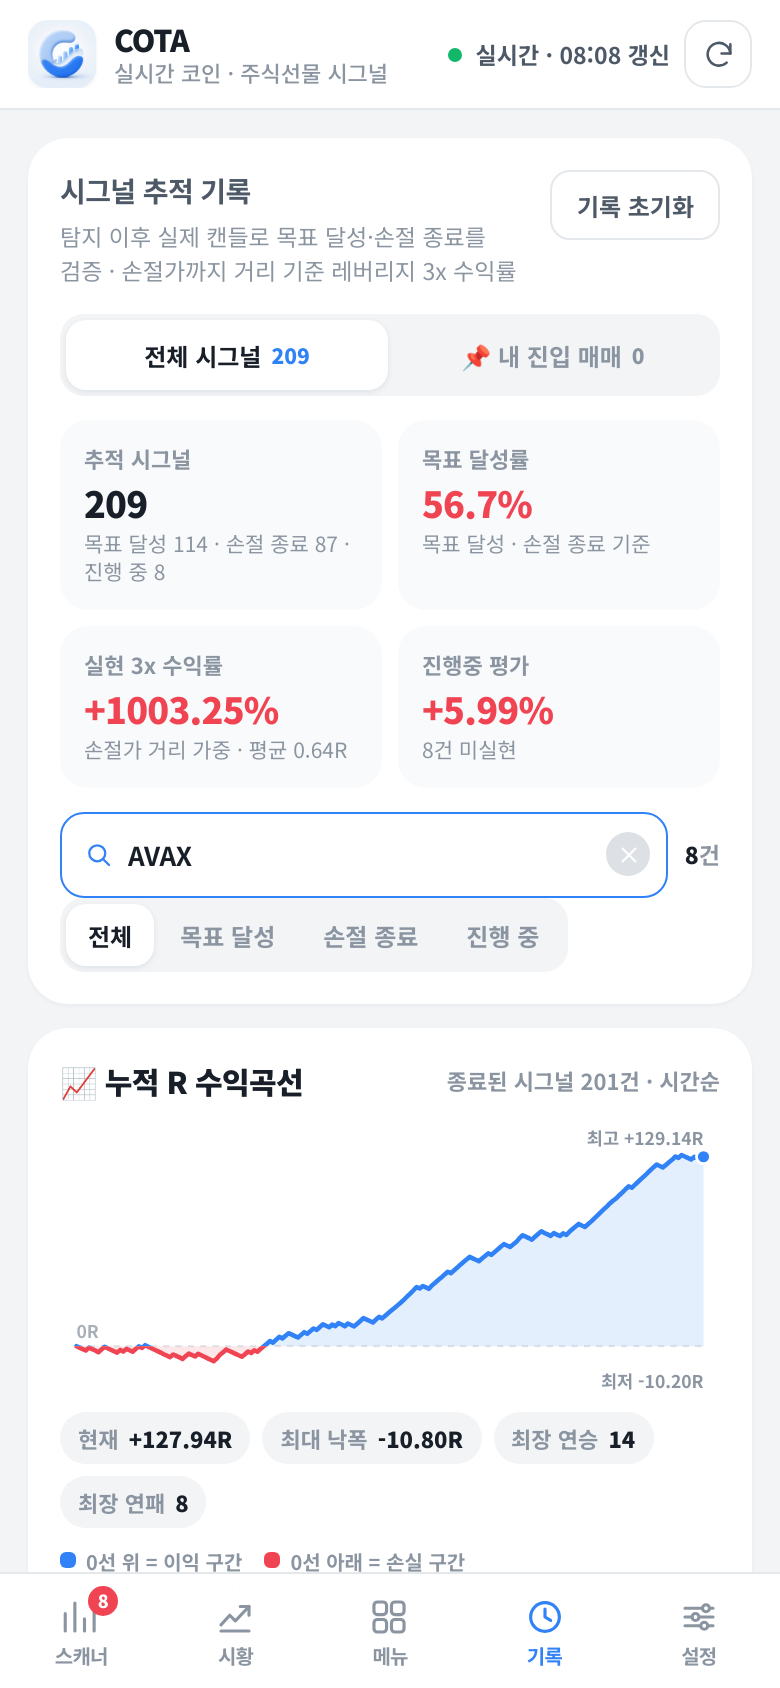 COTA
실시간 코인 · 주식선물 시그널
실시간 · 08:08 갱신
시그널 추적 기록
기록 초기화
탐지 이후 실제 캔들로 목표 달성·손절 종료를
검증 · 손절가까지 거리 기준 레버리지 3x 수익률
전체 시그널 209
📌 내 진입 매매 0
추적 시그널
209
목표 달성 114 · 손절 종료 87 ·
진행 중 8
목표 달성률
56.7%
목표 달성 · 손절 종료 기준
실현 3x 수익률
+1003.25%
손절가 거리 가중 · 평균 0.64R
진행중 평가
+5.99%
8건 미실현
AVAX
8건
전체
목표 달성
손절 종료
진행 중
📈 누적 R 수익곡선
종료된 시그널 201건 · 시간순
최고 +129.14R
0R
최저 -10.20R
현재 +127.94R
최대 낙폭 -10.80R
최장 연승 14
최장 연패 8
0선 위 = 이익 구간
0선 아래 = 손실 구간
8
스캐너
시황
메뉴
기록
설정